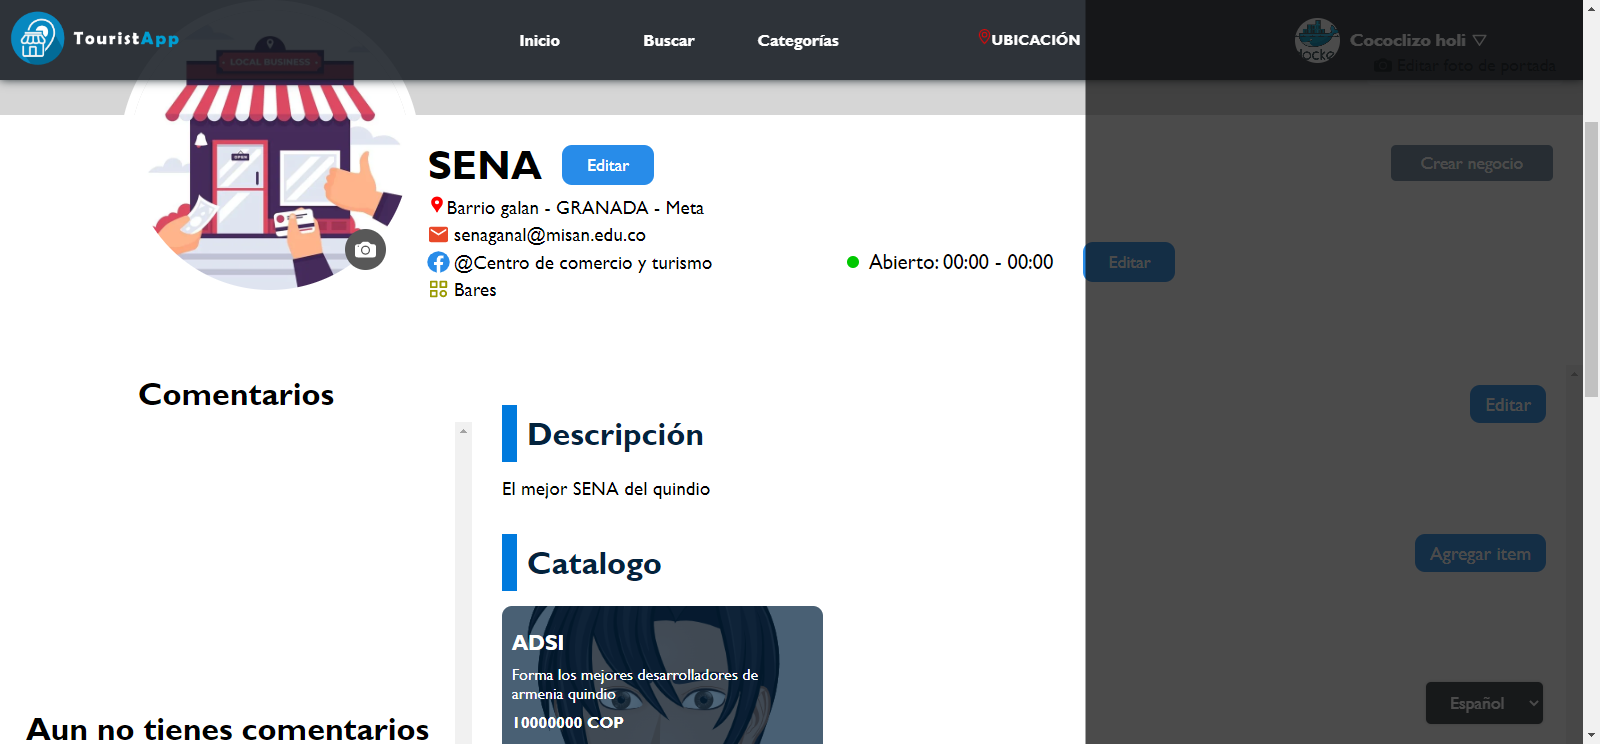 TouristApp
Inicio
Buscar
Categorías
UBICACIÓN
Cococlizo holi
Editar foto de portada
LOCAL BUSINESS
OPEN
SENA
Editar
Crear negocio
Barrio galan - GRANADA - Meta
senaganal@misan.edu.co
@Centro de comercio y turismo
Abierto: 00:00 - 00:00
Editar
Bares
Comentarios
Editar
Descripción
El mejor SENA del quindio
Catalogo
Agregar item
ADSI
Forma los mejores desarrolladores de
armenia quindio
10000000 COP
Español
Aun no tienes comentarios